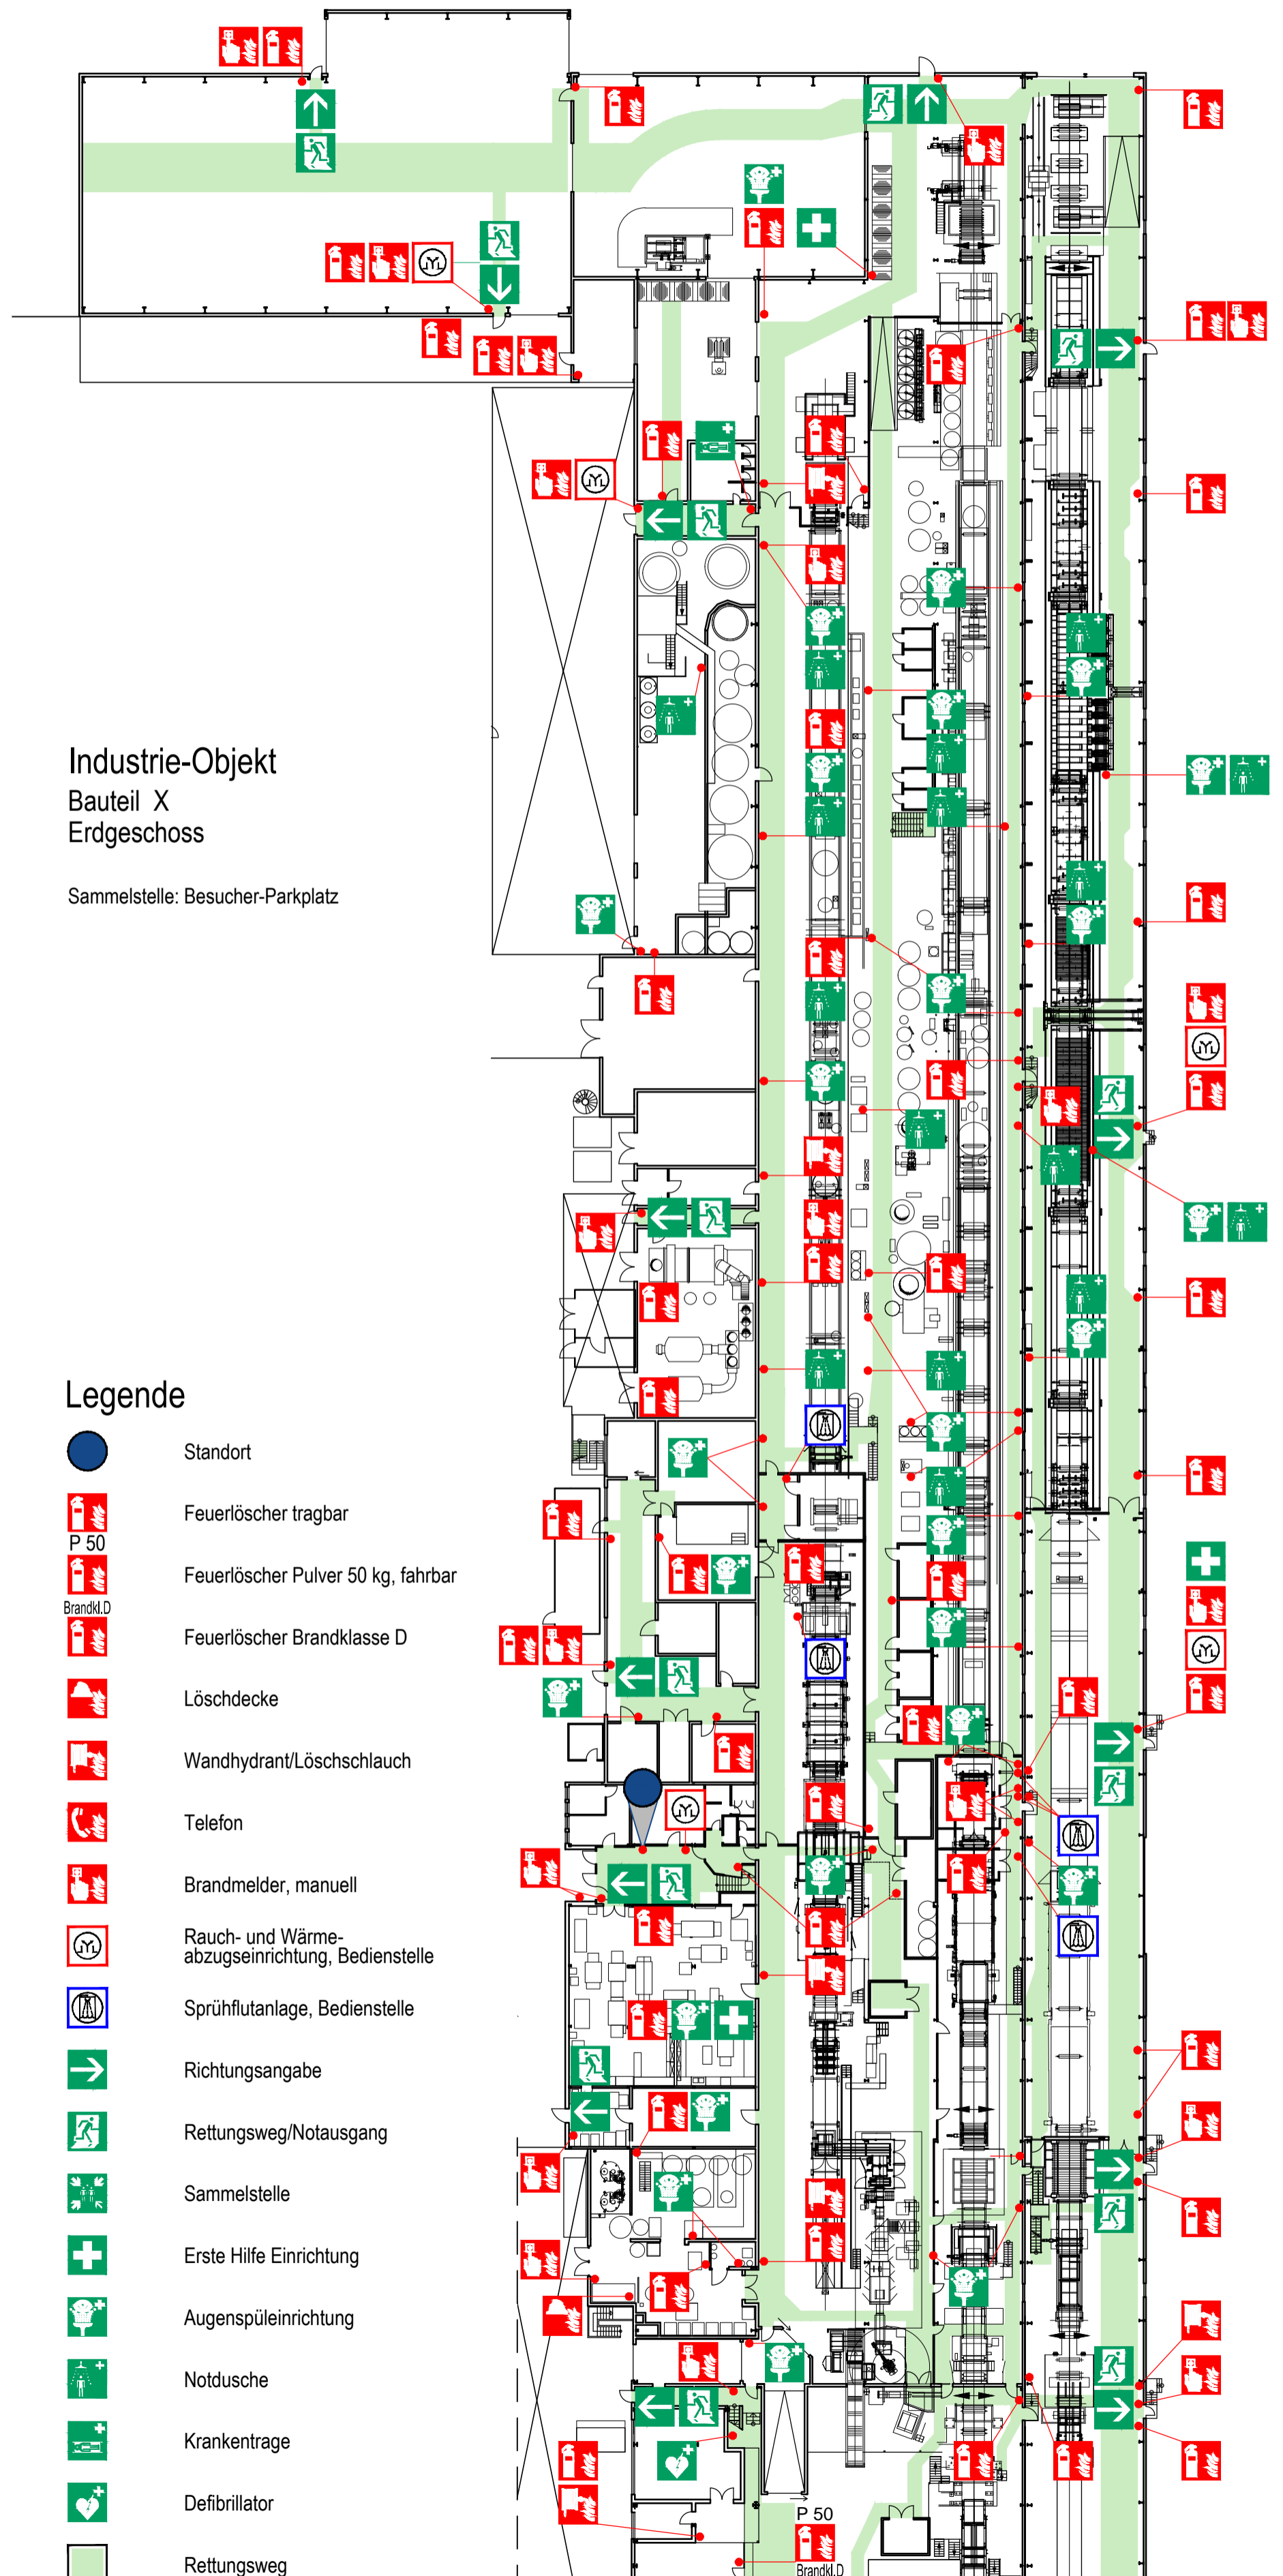 Industrie-Objekt
Bauteil X
Erdgeschoss
Sammelstelle: Besucher-Parkplatz
Legende
Standort
Feuerlöscher tragbar
P 50
Feuerlöscher Pulver 50 kg, fahrbar
Brandkl.D
Feuerlöscher Brandklasse D
Löschdecke
Wandhydrant/Löschschlauch
Telefon
Brandmelder, manuell
Rauch- und Wärme-
abzugseinrichtung, Bedienstelle
Sprühflutanlage, Bedienstelle
Richtungsangabe
Rettungsweg/Notausgang
Sammelstelle
Erste Hilfe Einrichtung
Augenspüleinrichtung
Notdusche
Krankentrage
Defibrillator
Rettungsweg
P 50
Brandkl.D